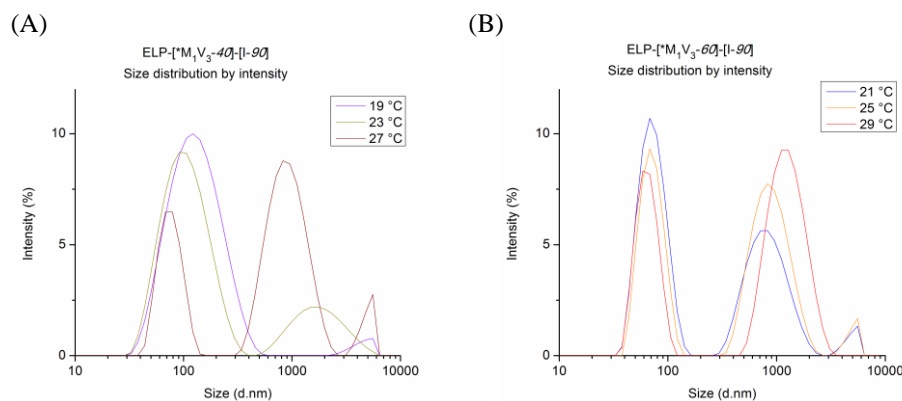 (A)
ELP-[*M₁V₃-40]-[I-90]
Size distribution by intensity
19 °C
23 °C
27 °C
Intensity (%)
10
5
0
10 100 1000 10000
Size (d.nm)
(B)
ELP-[*M₁V₃-60]-[I-90]
Size distribution by intensity
21 °C
25 °C
29 °C
Intensity (%)
10
5
0
10 100 1000 10000
Size (d.nm)